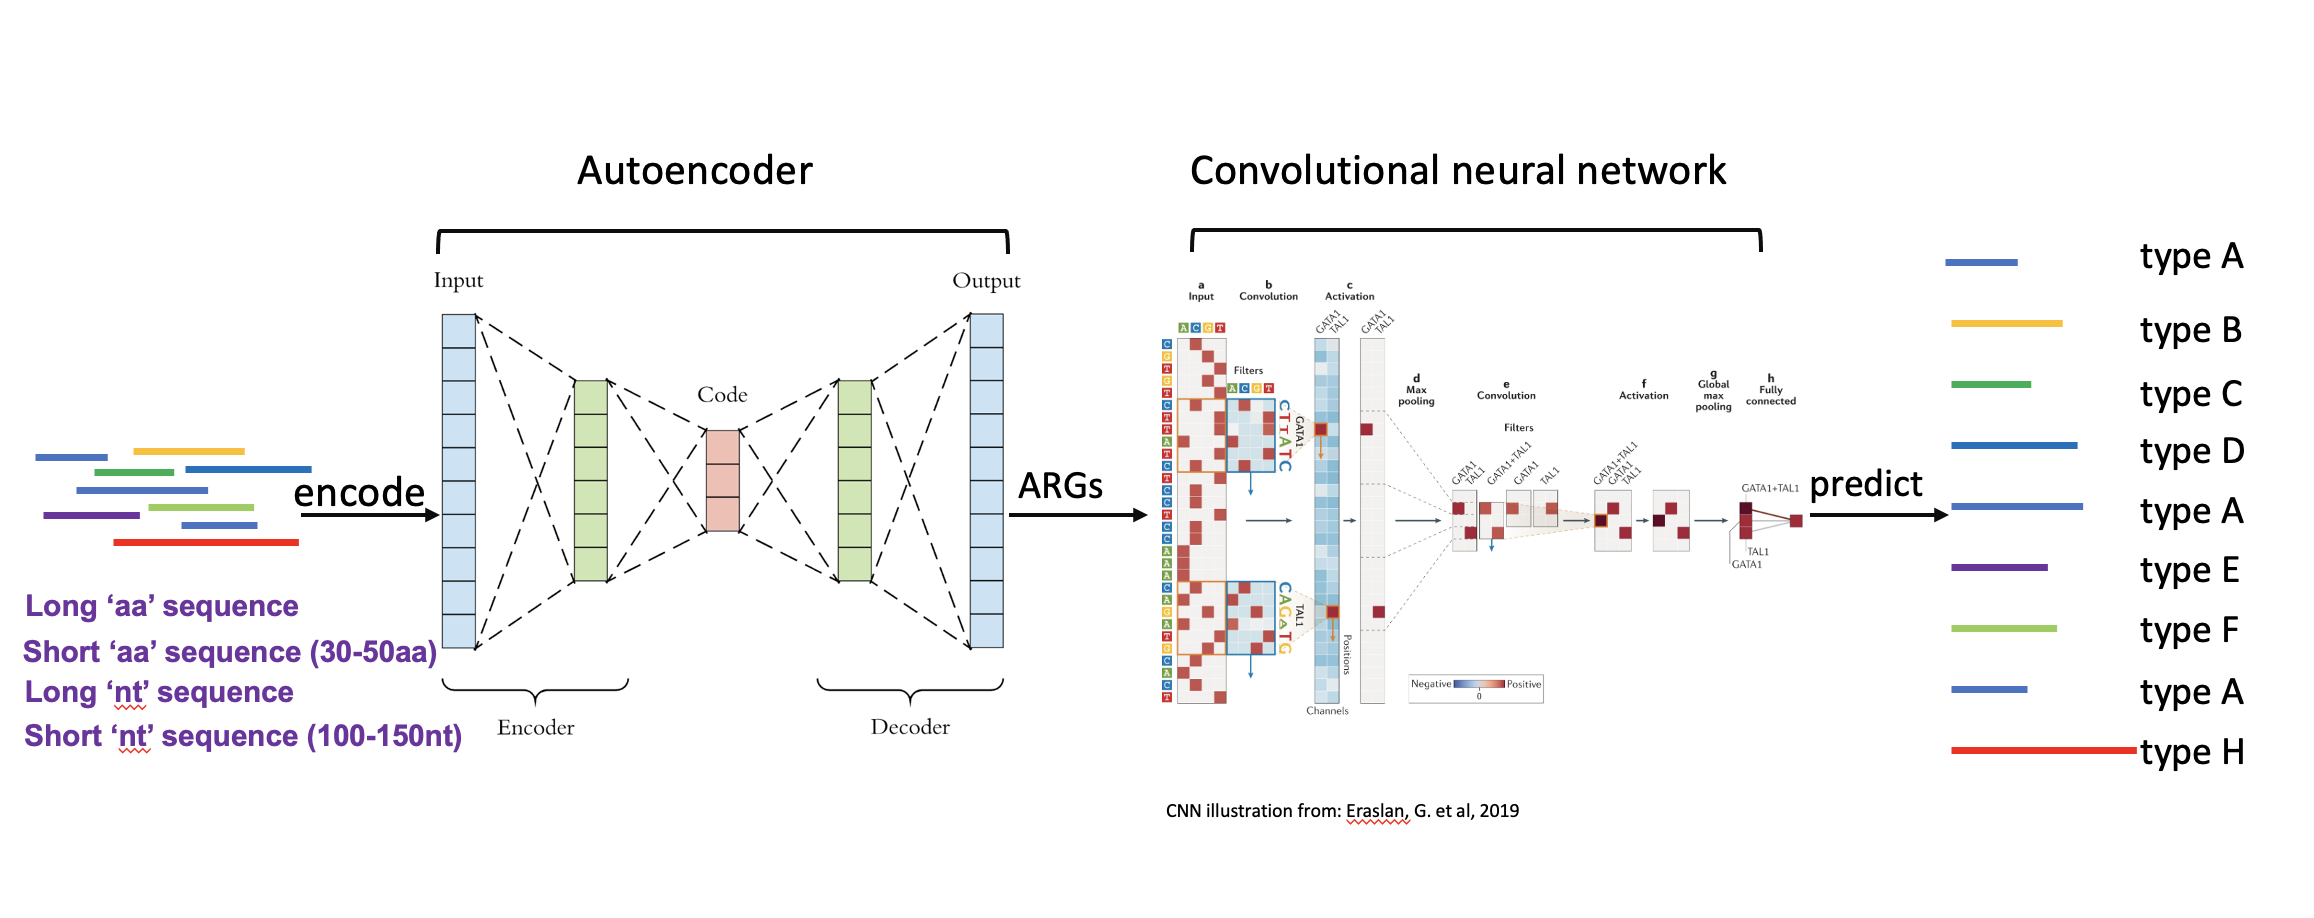 Autoencoder
Convolutional neural network
Input
Output
Code
encode
Long ‘aa’ sequence
Short ‘aa’ sequence (30-50aa)
Long ‘nt’ sequence
Short ‘nt’ sequence (100-150nt)
Encoder
Decoder
ARGs
a
Input
b
Convolution
c
Activation
GATA1
TAL1
GATA1
TAL1
A C G T
C
G
T
G
T
C
T
T
A
T
C
T
C
C
T
C
C
A
A
A
C
A
G
A
T
G
C
A
C
T
Filters
A C G T
CTTATC
GATA1
CAGATG
TAL1
Positions
Channels
d
Max
pooling
e
Convolution
Filters
GATA1
TAL1
GATA1+TAL1
GATA1
TAL1
f
Activation
GATA1+TAL1
GATA1
TAL1
g
Global
max
pooling
h
Fully
connected
GATA1+TAL1
TAL1
GATA1
Negative
0
Positive
predict
type A
type B
type C
type D
type A
type E
type F
type A
type H
CNN illustration from: Eraslan, G. et al, 2019